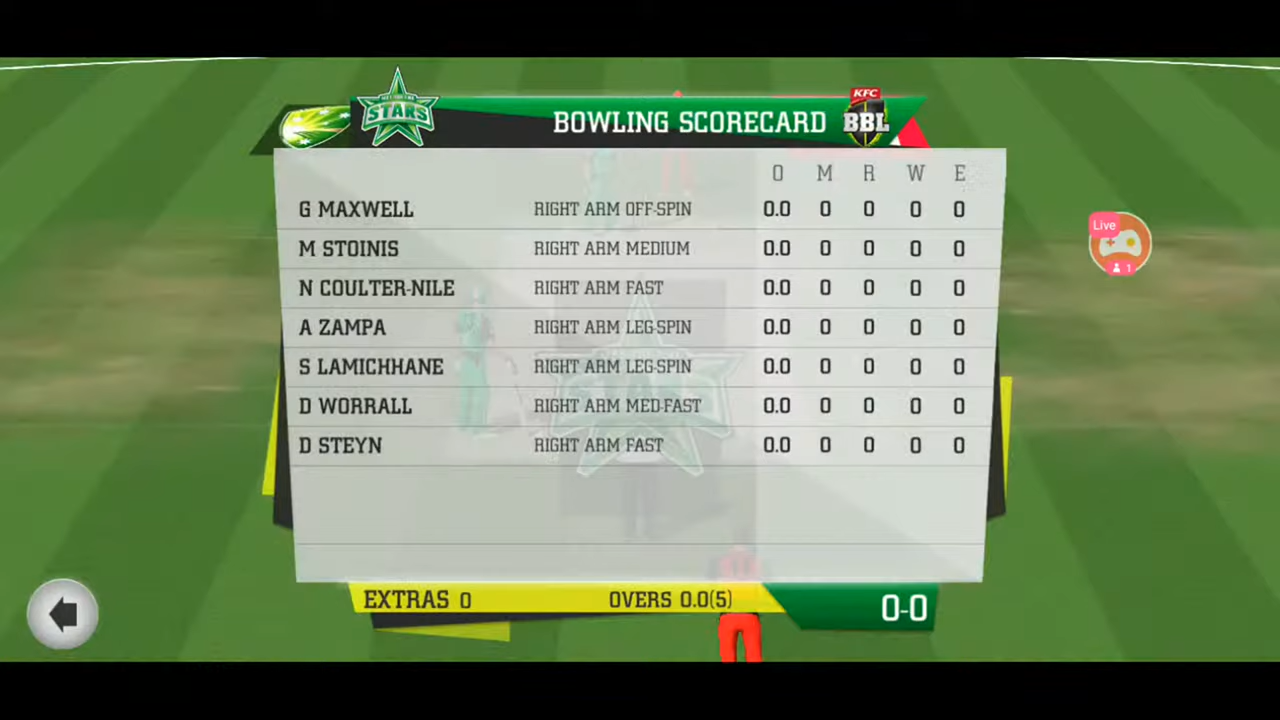 STARS
BOWLING SCORECARD
KFC
BBL
O M R W E
G MAXWELL RIGHT ARM OFF-SPIN 0.0 0 0 0 0
M STOINIS RIGHT ARM MEDIUM 0.0 0 0 0 0
N COULTER-NILE RIGHT ARM FAST 0.0 0 0 0 0
A ZAMPA RIGHT ARM LEG-SPIN 0.0 0 0 0 0
S LAMICHHANE RIGHT ARM LEG-SPIN 0.0 0 0 0 0
D WORRALL RIGHT ARM MED-FAST 0.0 0 0 0 0
D STEYN RIGHT ARM FAST 0.0 0 0 0 0
EXTRAS 0 OVERS 0.0(5) 0-0
Live
1